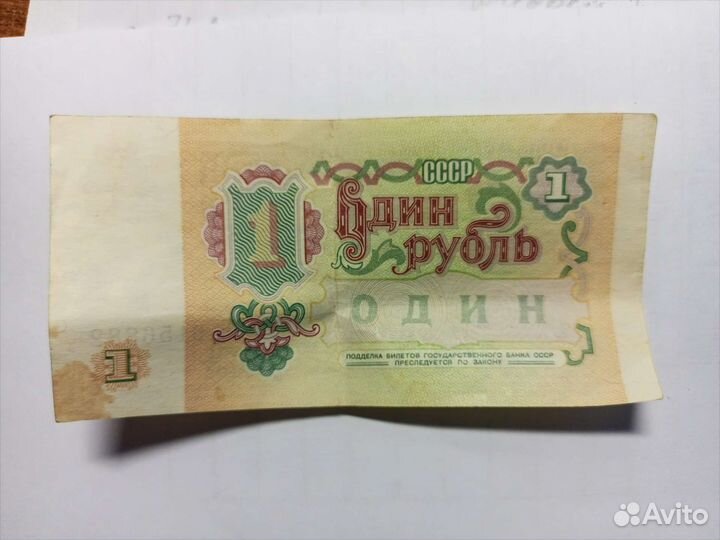 СССР
1
1
Один
рубль
ОДИН
ПОДДЕЛКА БИЛЕТОВ ГОСУДАРСТВЕННОГО БАНКА СССР
ПРЕСЛЕДУЕТСЯ ПО ЗАКОНУ
1
Avito